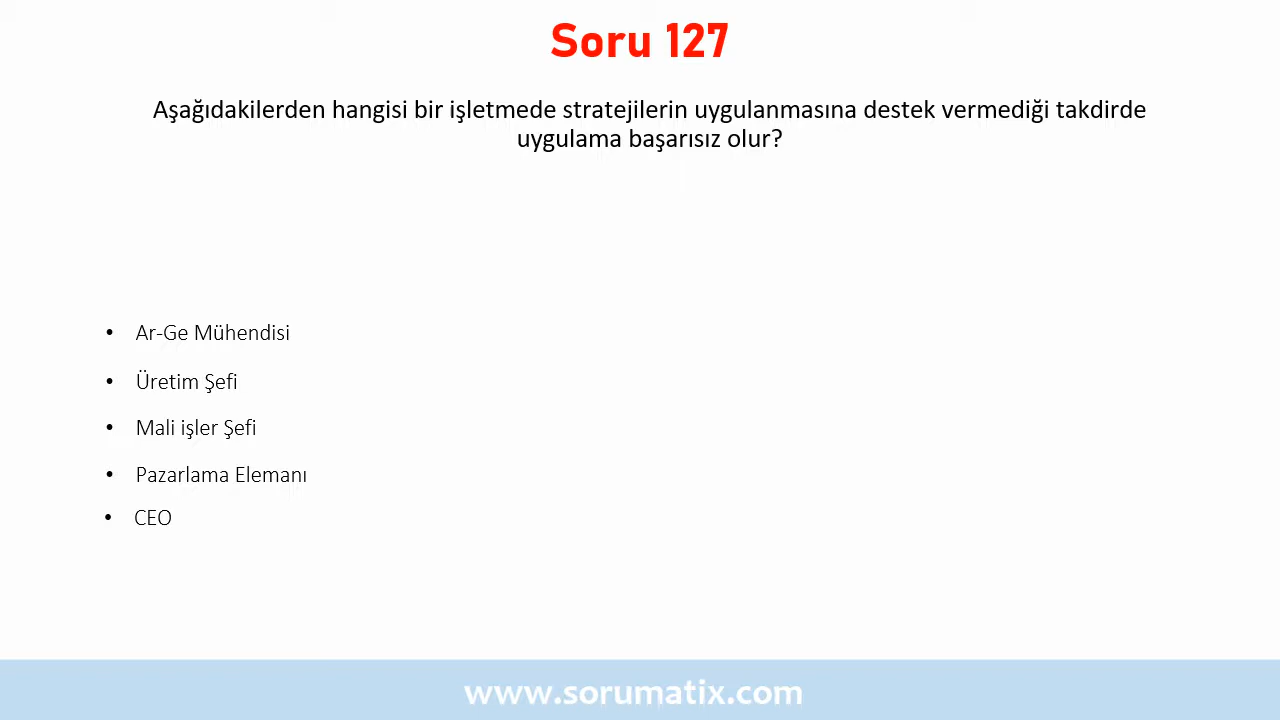 Soru 127
Aşağıdakilerden hangisi bir işletmede stratejilerin uygulanmasına destek vermediği takdirde
uygulama başarısız olur?
• Ar-Ge Mühendisi
• Üretim Şefi
• Mali işler Şefi
• Pazarlama Elemanı
• CEO
www.sorumatix.com